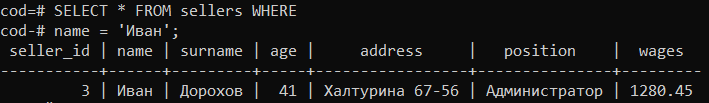 cod=# SELECT * FROM sellers WHERE
cod-# name = 'Иван';
 seller_id | name | surname | age |    address     |   position    |  wages
-----------+------+---------+-----+----------------+---------------+---------
         3 | Иван | Дорохов |  41 | Халтурина 67-56 | Администратор | 1280.45